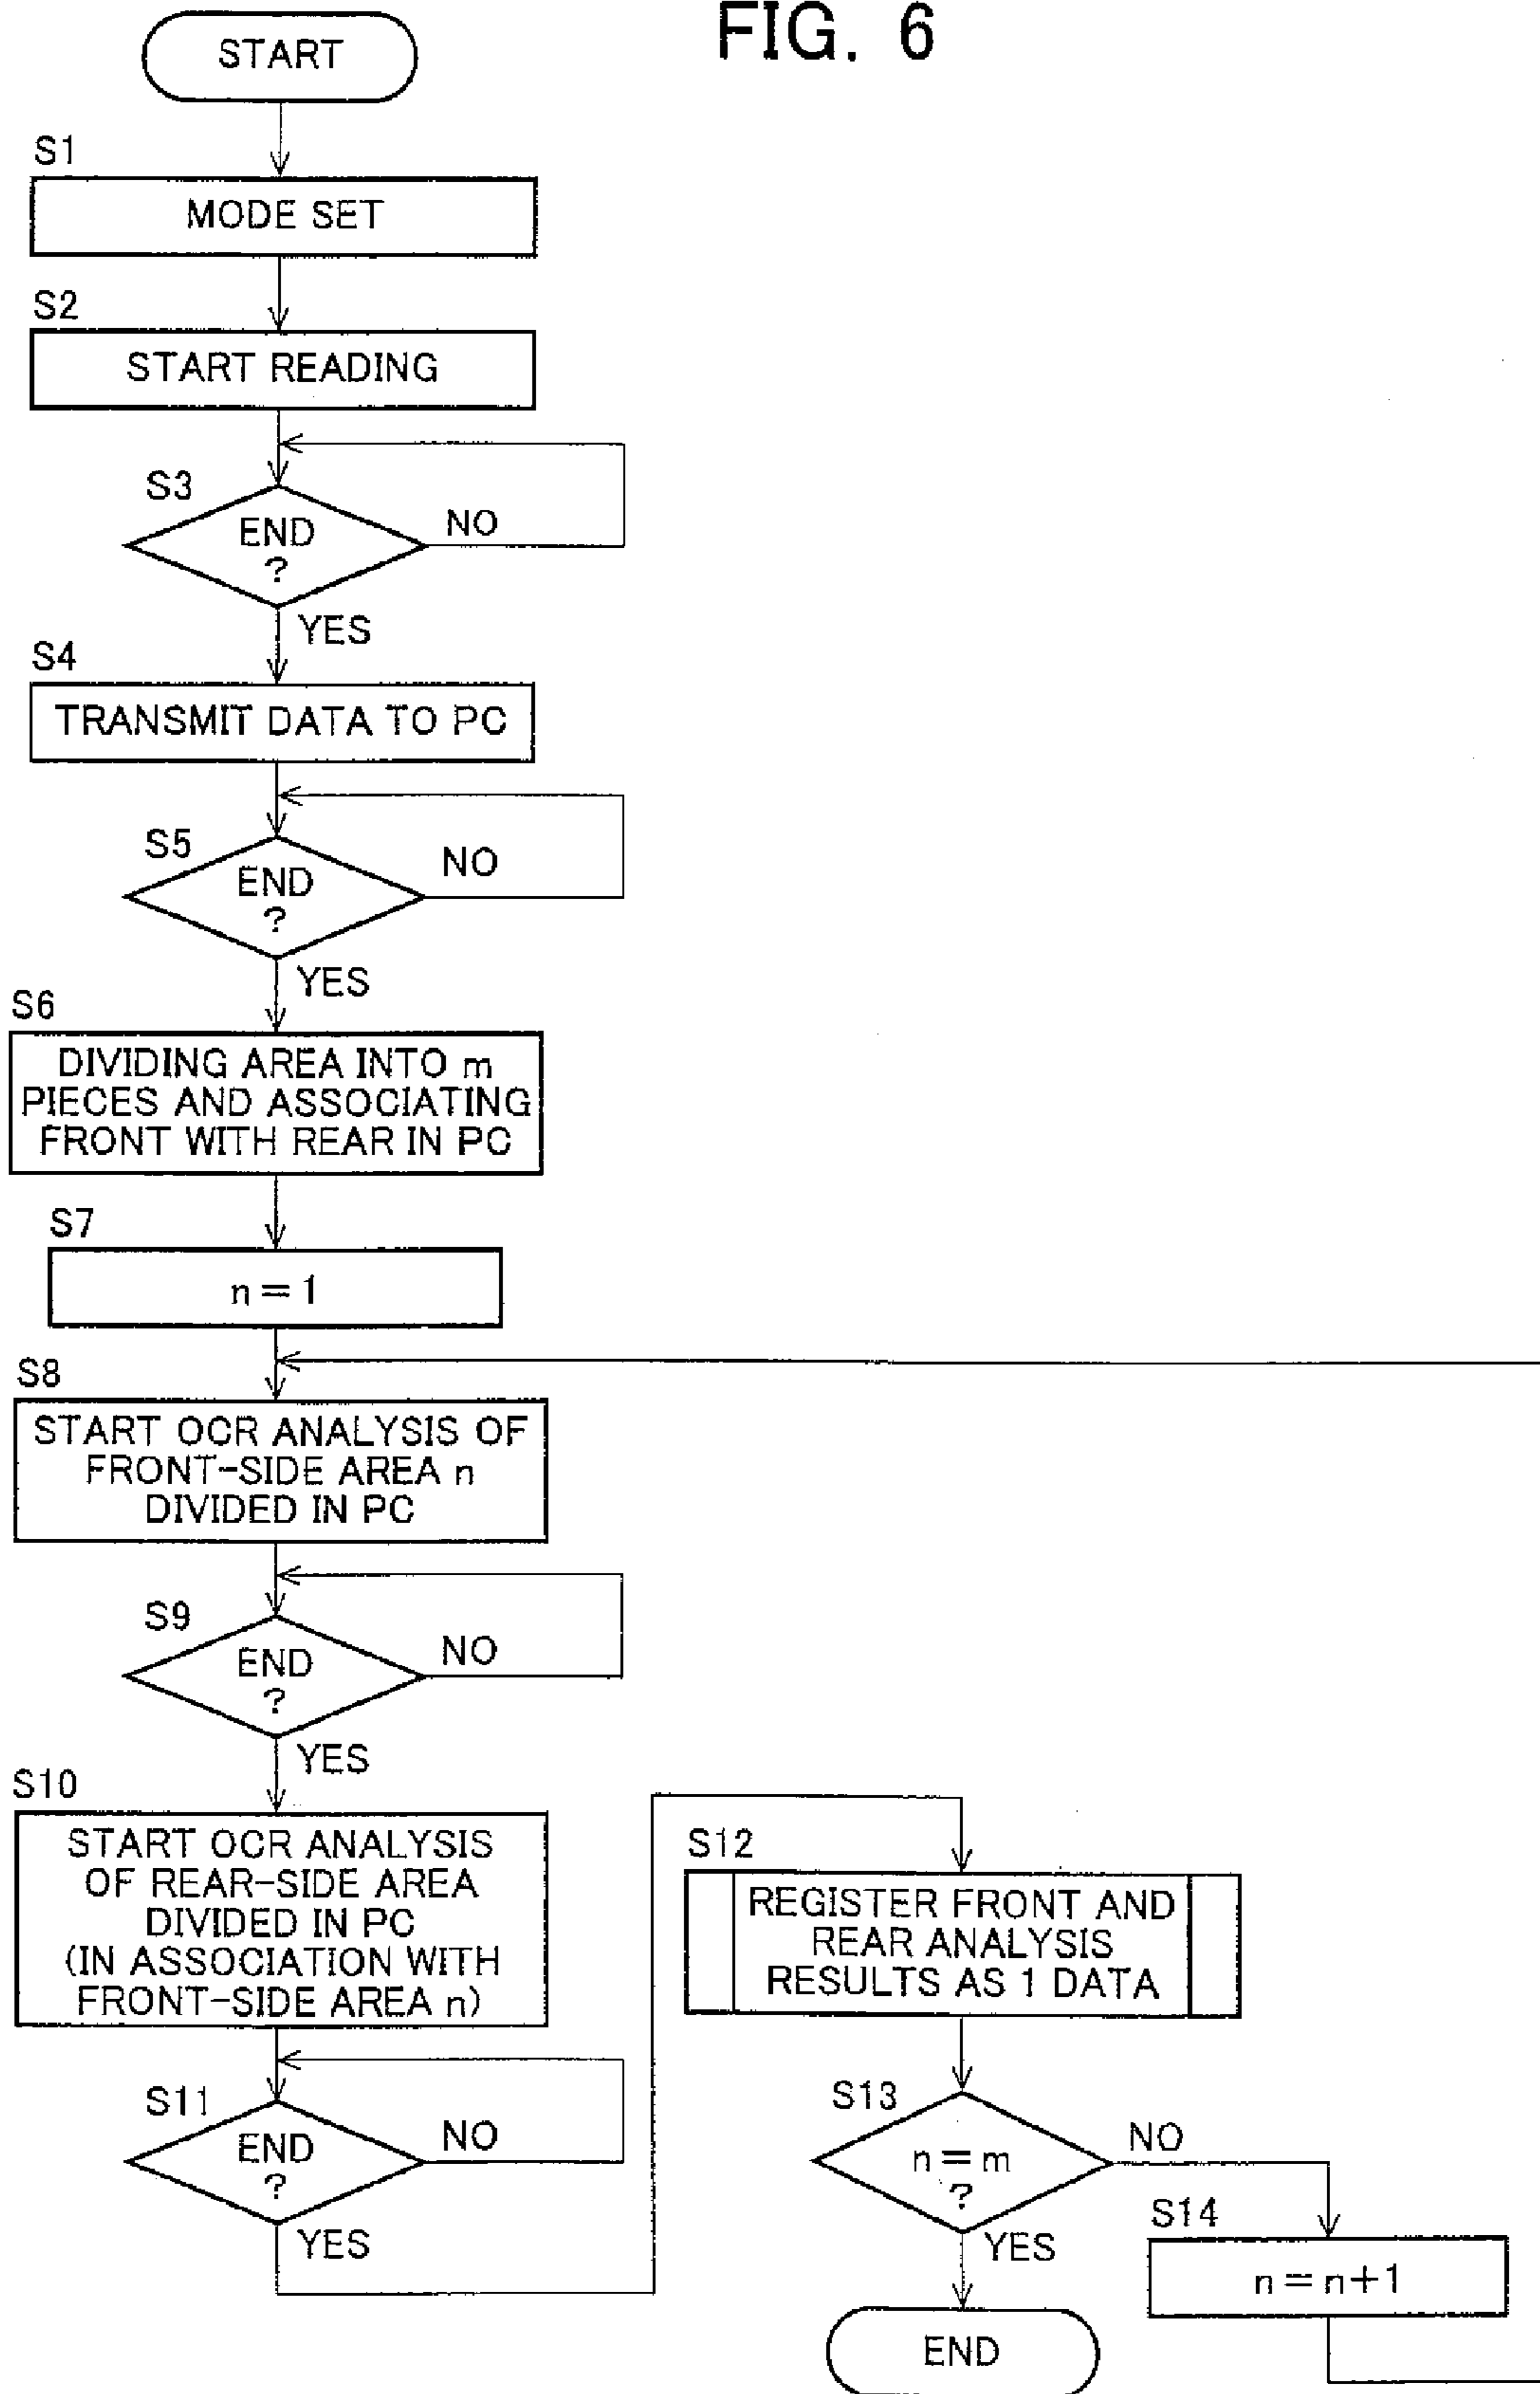 FIG. 6
START
S1
MODE SET
S2
START READING
S3
END
?
NO
YES
S4
TRANSMIT DATA TO PC
S5
END
?
NO
YES
S6
DIVIDING AREA INTO m
PIECES AND ASSOCIATING
FRONT WITH REAR IN PC
S7
n = 1
S8
START OCR ANALYSIS OF
FRONT-SIDE AREA n
DIVIDED IN PC
S9
END
?
NO
YES
S10
START OCR ANALYSIS
OF REAR-SIDE AREA
DIVIDED IN PC
(IN ASSOCIATION WITH
FRONT-SIDE AREA n)
S11
END
?
NO
YES
S12
REGISTER FRONT AND
REAR ANALYSIS
RESULTS AS 1 DATA
S13
n = m
?
NO
YES
S14
n = n+1
END